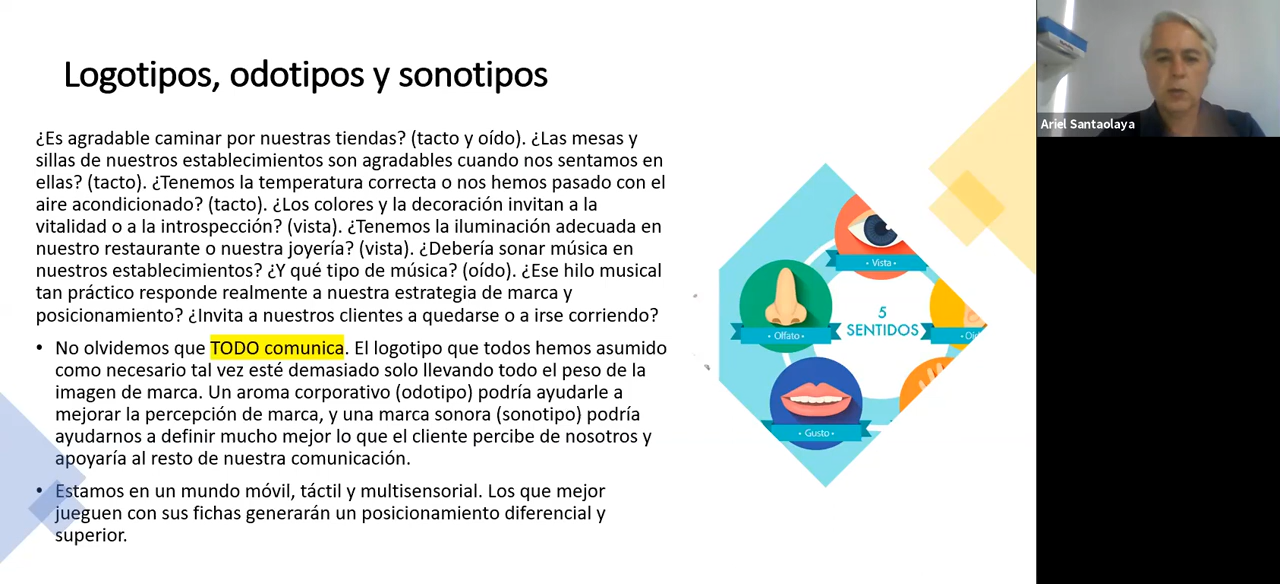 Logotipos, odotipos y sonotipos
¿Es agradable caminar por nuestras tiendas? (tacto y oído). ¿Las mesas y
sillas de nuestros establecimientos son agradables cuando nos sentamos en
ellas? (tacto). ¿Tenemos la temperatura correcta o nos hemos pasado con el
aire acondicionado? (tacto). ¿Los colores y la decoración invitan a la
vitalidad o a la introspección? (vista). ¿Tenemos la iluminación adecuada en
nuestro restaurante o nuestra joyería? (vista). ¿Debería sonar música en
nuestros establecimientos? ¿Y qué tipo de música? (oído). ¿Ese hilo musical
tan práctico responde realmente a nuestra estrategia de marca y
posicionamiento? ¿Invita a nuestros clientes a quedarse o a irse corriendo?
• No olvidemos que TODO comunica. El logotipo que todos hemos asumido
como necesario tal vez esté demasiado solo llevando todo el peso de la
imagen de marca. Un aroma corporativo (odotipo) podría ayudarle a
mejorar la percepción de marca, y una marca sonora (sonotipo) podría
ayudarnos a definir mucho mejor lo que el cliente percibe de nosotros y
apoyaría al resto de nuestra comunicación.
• Estamos en un mundo móvil, táctil y multisensorial. Los que mejor
jueguen con sus fichas generarán un posicionamiento diferencial y
superior.
• Vista •
• Olfato •
5
SENTIDOS
• Gusto •
Ariel Santaolaya